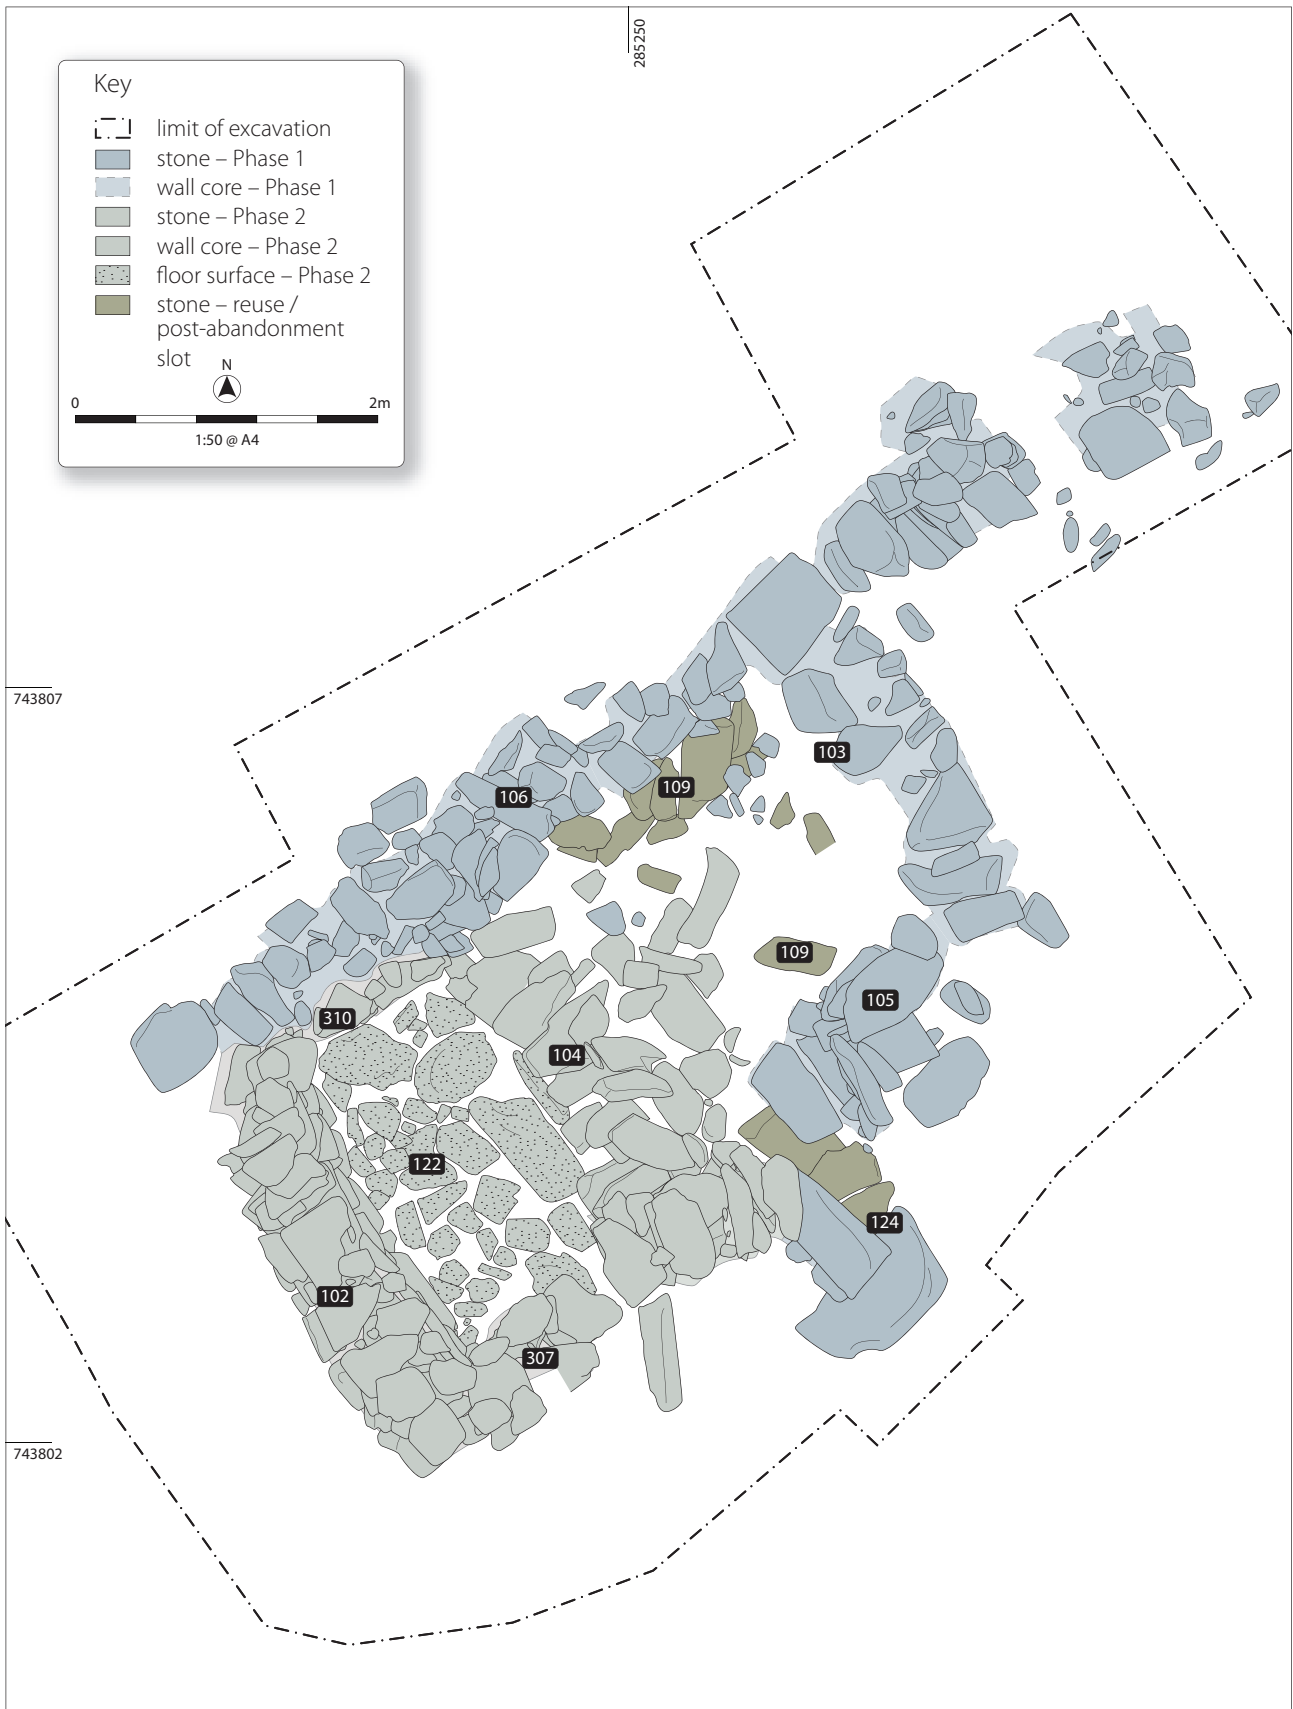 285250
Key
limit of excavation
stone – Phase 1
wall core – Phase 1
stone – Phase 2
wall core – Phase 2
floor surface – Phase 2
stone – reuse /
post-abandonment
slot
N
0 2m
1:50 @ A4
743807
103
109
106
109
105
310
104
122
124
102
307
743802